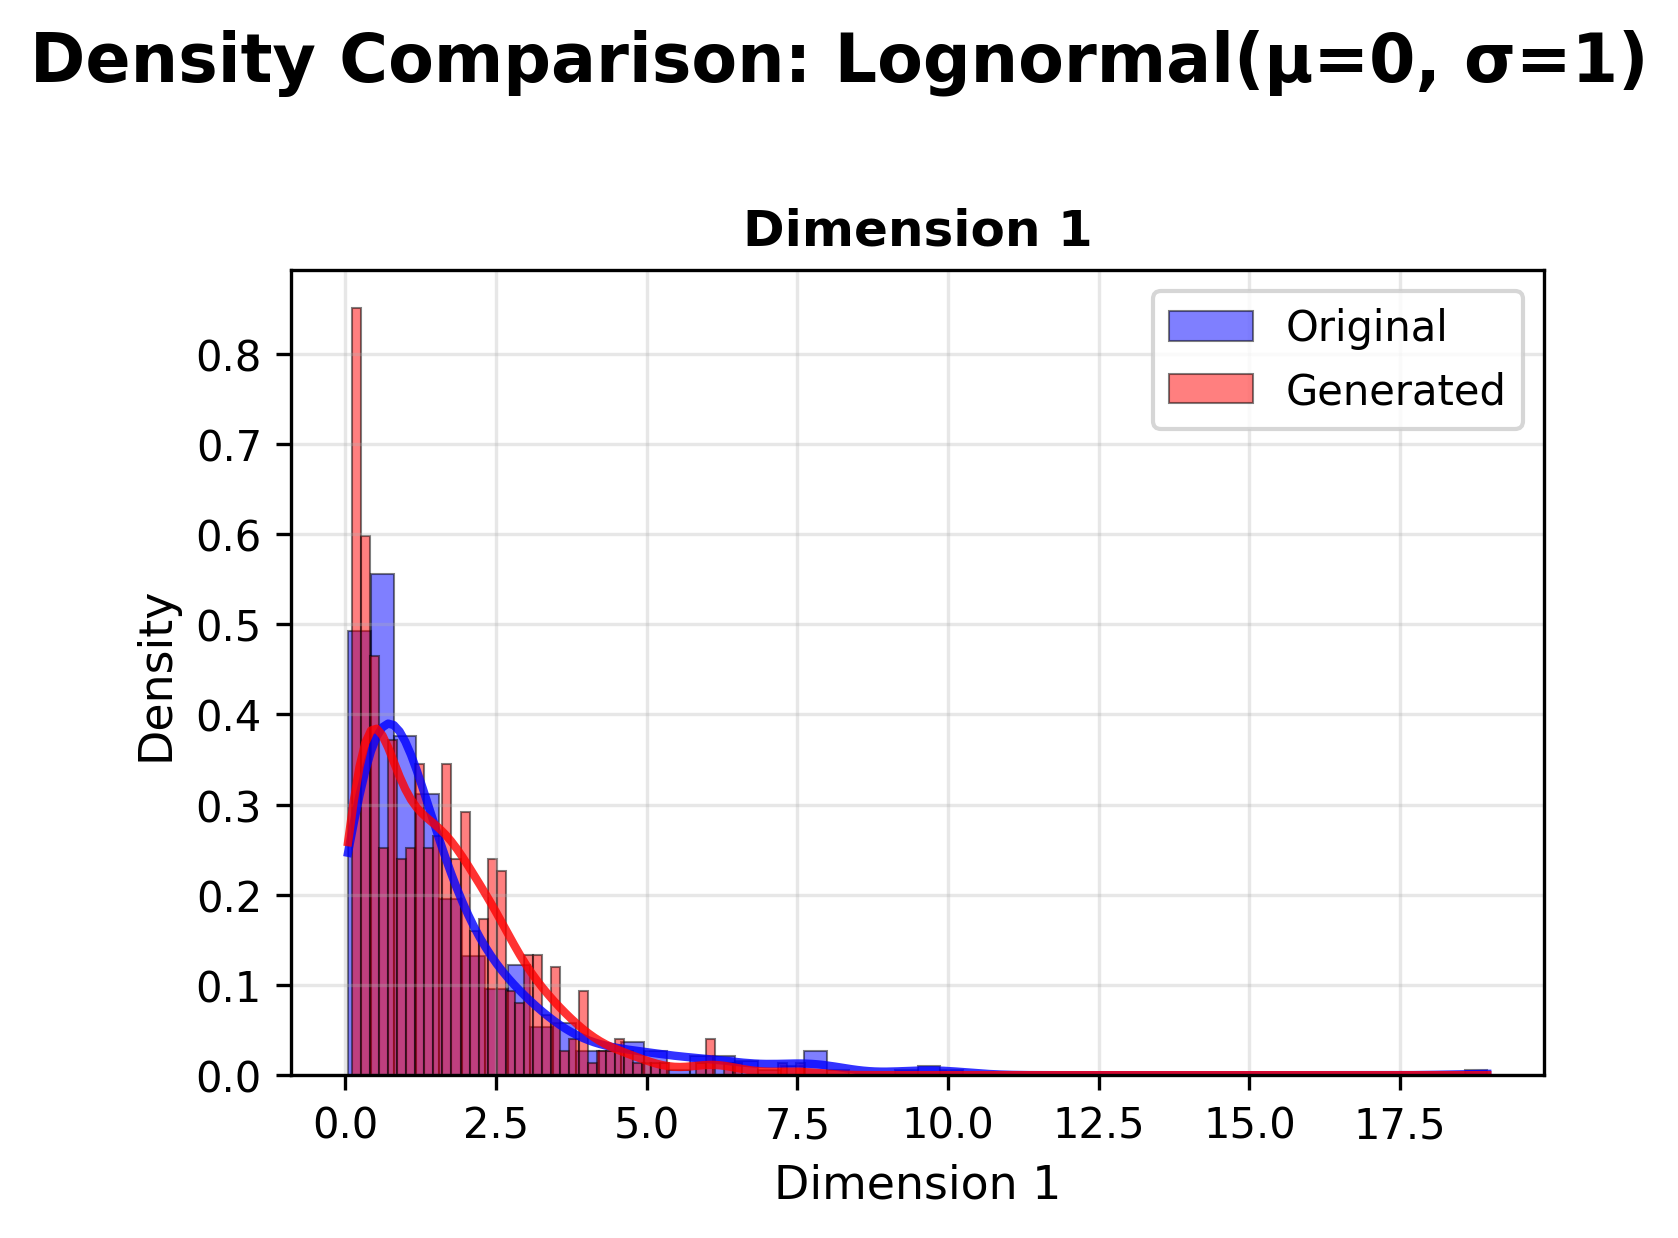 Density Comparison: Lognormal(μ=0, σ=1)
Dimension 1
Original
Generated
Density
0.8
0.7
0.6
0.5
0.4
0.3
0.2
0.1
0.0
0.0 2.5 5.0 7.5 10.0 12.5 15.0 17.5
Dimension 1